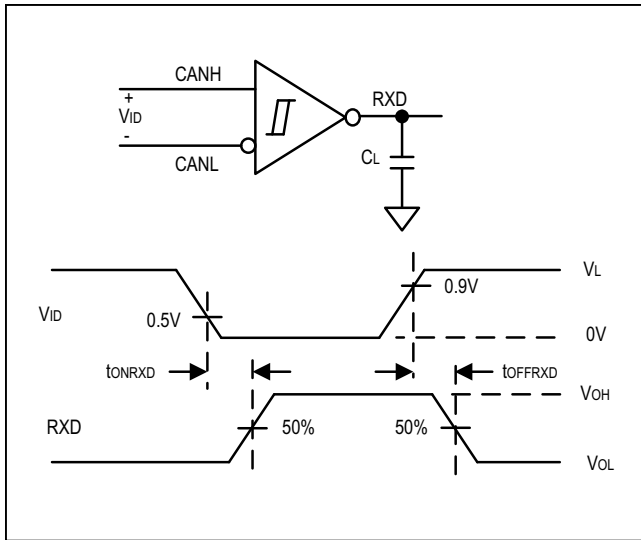 CANH
RXD
+
VID
-
CL
CANL
VL
0.9V
VID
0.5V
0V
tONRXD
tOFFRXD
VOH
RXD
50%
50%
VOL